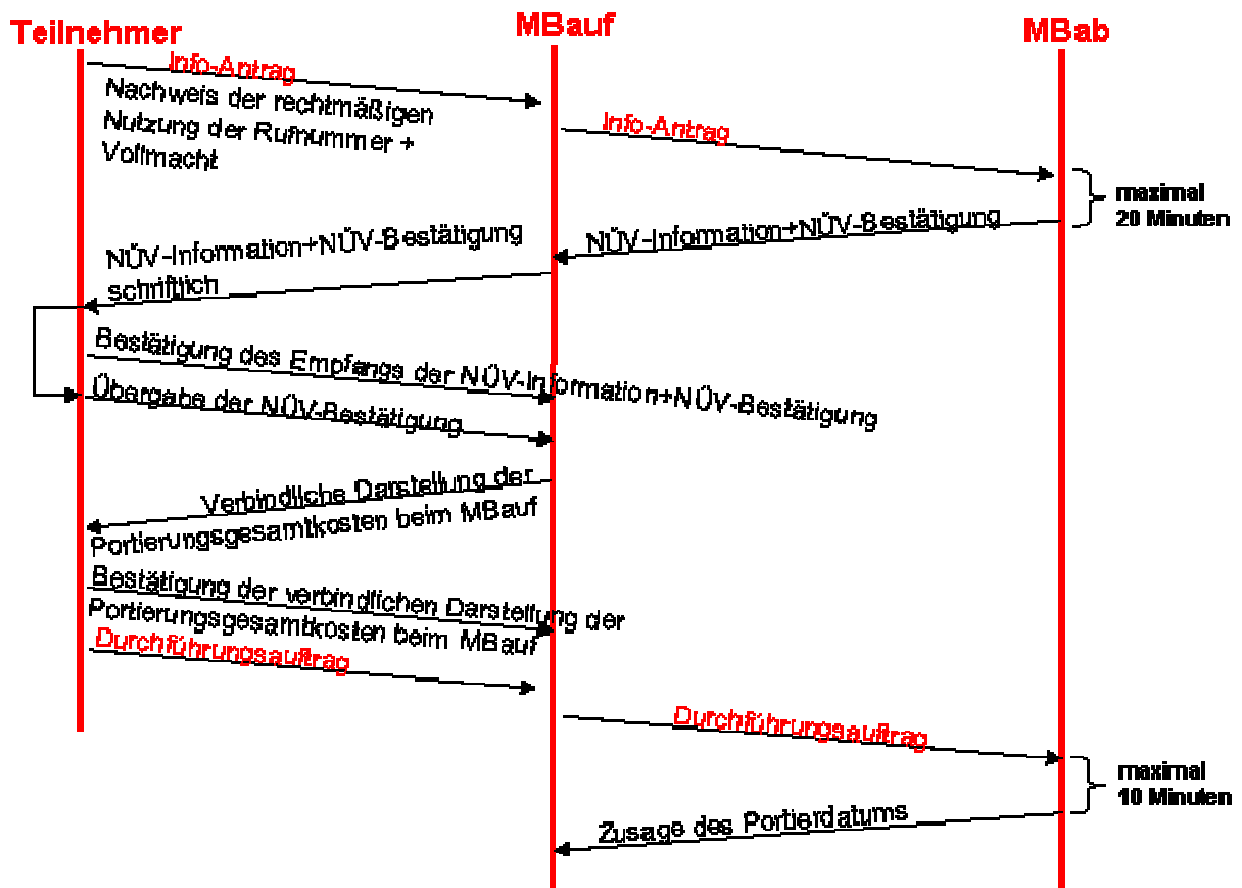 Teilnehmer
MBauf
MBab
Info-Antrag
Nachweis der rechtmäßigen
Nutzung der Rufnummer +
Vollmacht
Info-Antrag
maximal
20 Minuten
NÜV-Information+NÜV-Bestätigung
NÜV-Information+NÜV-Bestätigung
schriftlich
Bestätigung des Empfangs der NÜV-Information+NÜV-Bestätigung
Übergabe der NÜV-Bestätigung
Verbindliche Darstellung der
Portierungsgesamtkosten beim MBauf
Bestätigung der verbindlichen Darstellung der
Portierungsgesamtkosten beim MBauf
Durchführungsauftrag
Durchführungsauftrag
maximal
10 Minuten
Zusage des Portierdatums